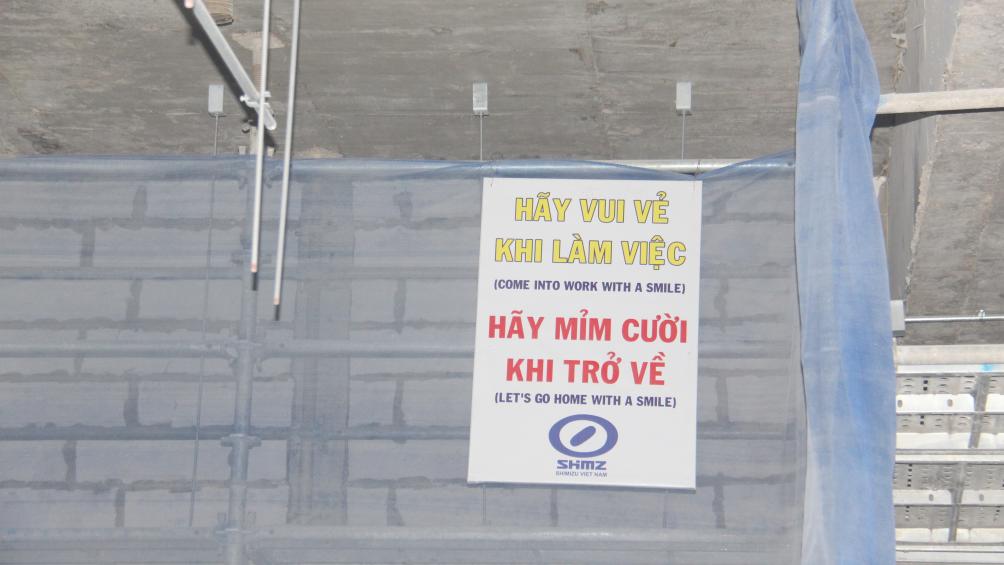 HÃY VUI VẺ
KHI LÀM VIỆC
(COME INTO WORK WITH A SMILE)
HÃY MỈM CƯỜI
KHI TRỞ VỀ
(LET'S GO HOME WITH A SMILE)
SHMZ
SHIMIZU VIET NAM